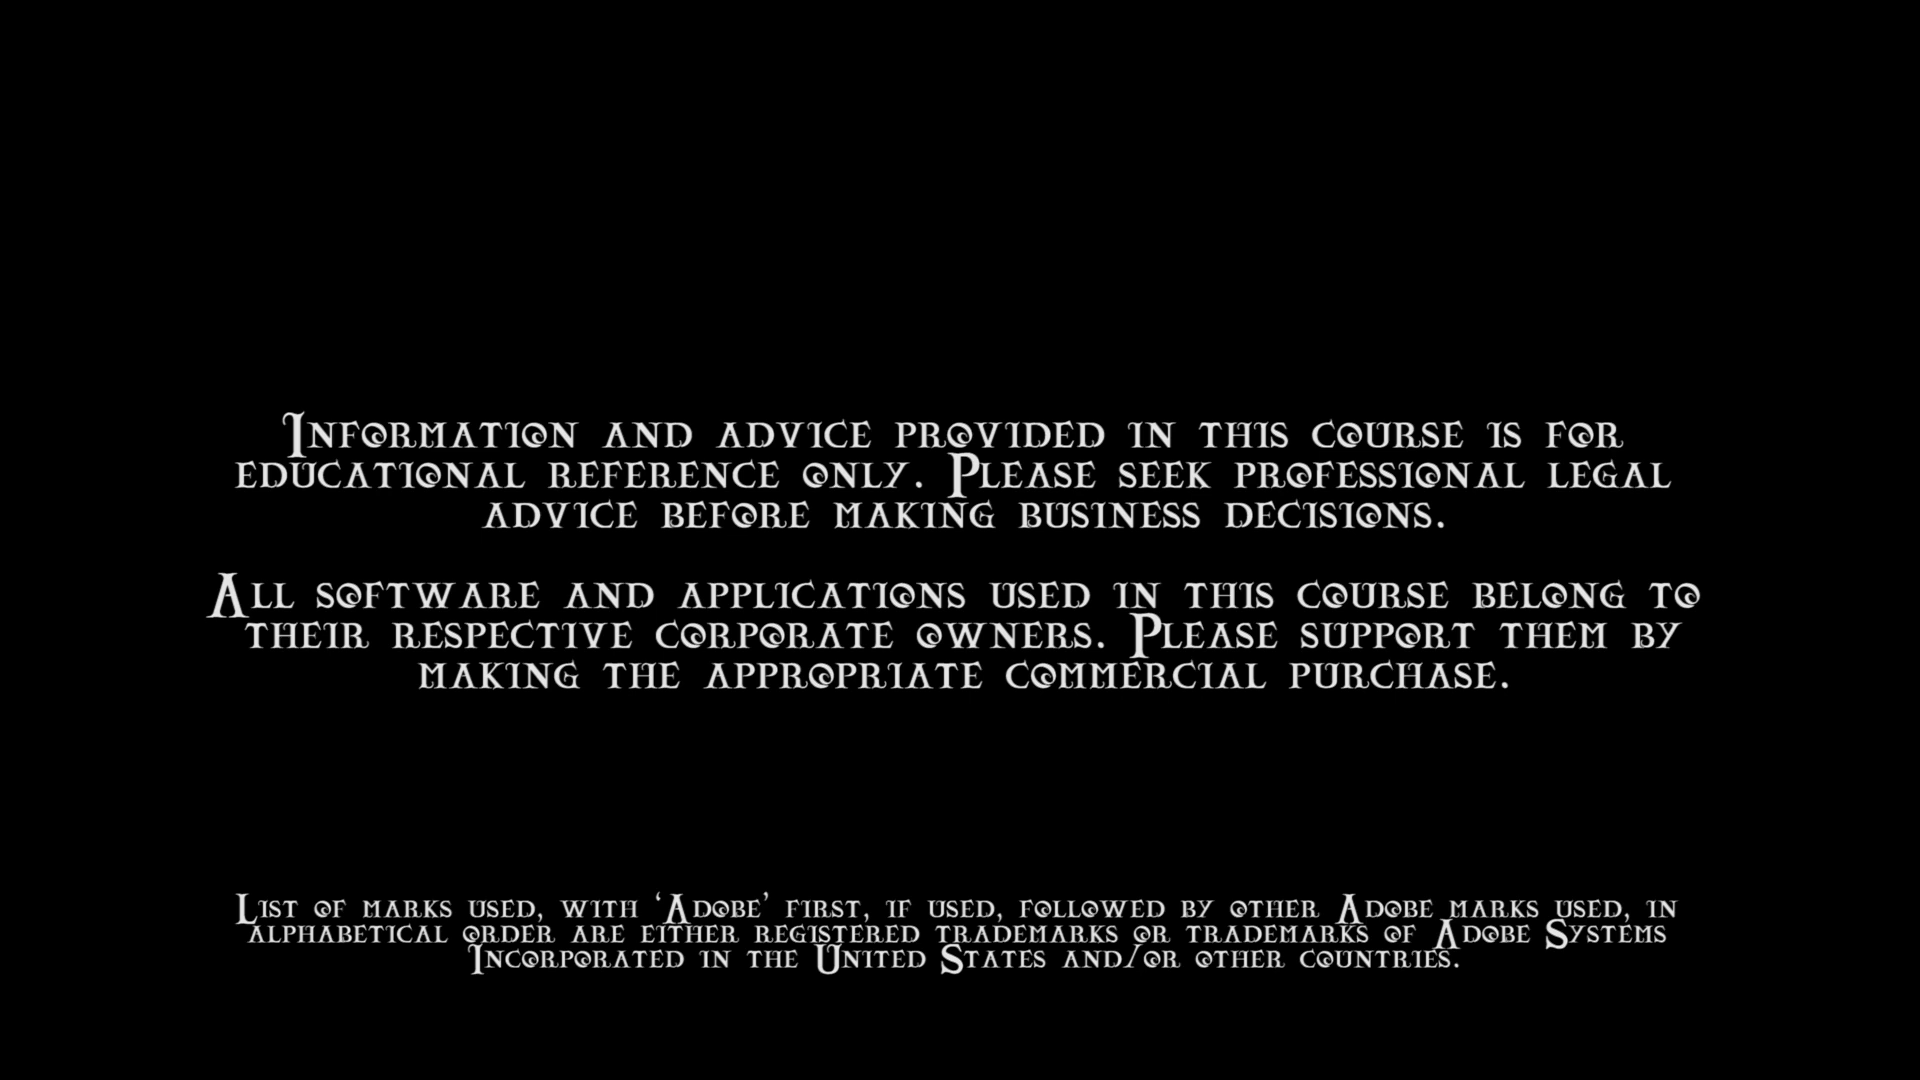 Information and advice provided in this course is for
educational reference only. Please seek professional legal
advice before making business decisions.
All software and applications used in this course belong to
their respective corporate owners. Please support them by
making the appropriate commercial purchase.
List of marks used, with ‘Adobe’ first, if used, followed by other Adobe marks used, in
alphabetical order are either registered trademarks or trademarks of Adobe Systems
Incorporated in the United States and/or other countries.